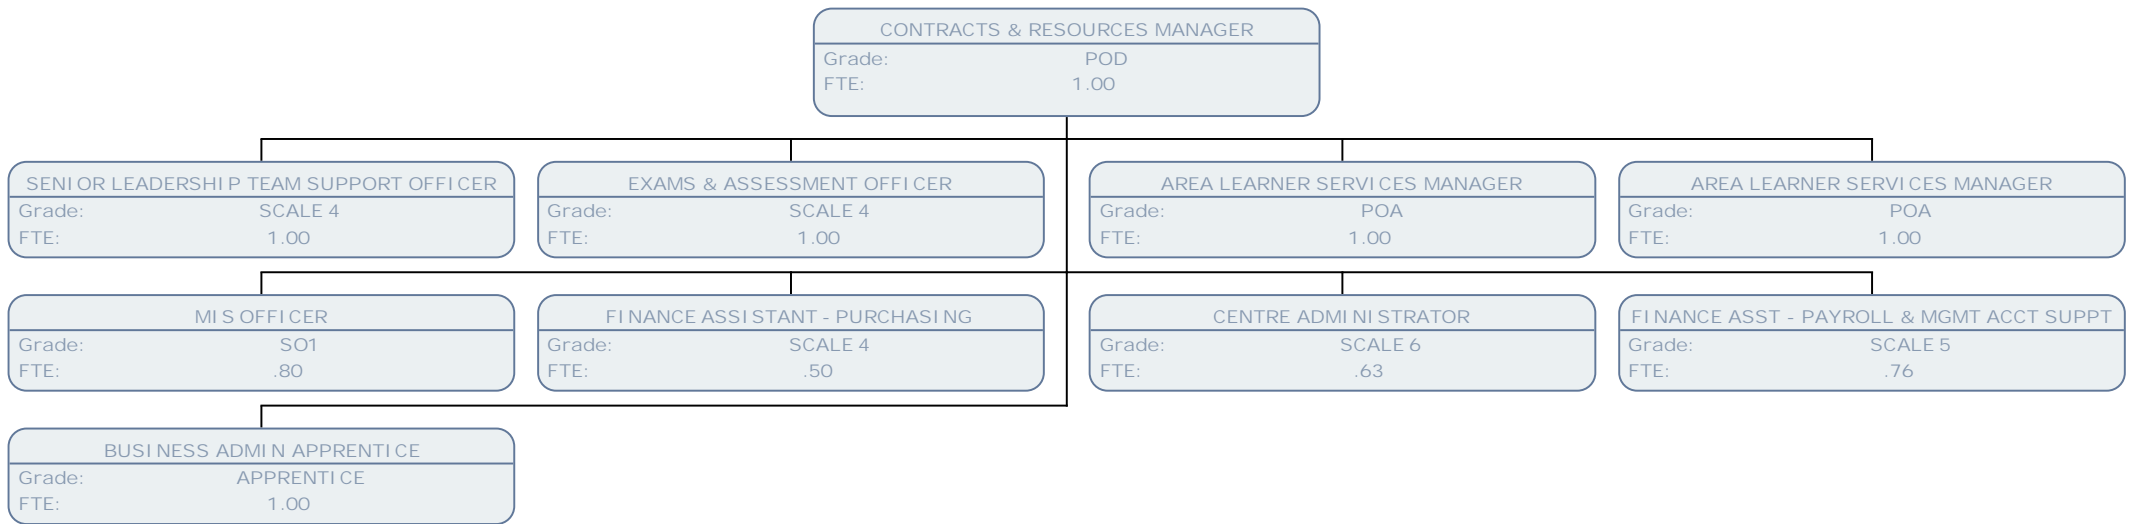 CONTRACTS & RESOURCES MANAGER
Grade: POD
FTE: 1.00
SENIOR LEADERSHIP TEAM SUPPORT OFFICER
Grade: SCALE 4
FTE: 1.00
EXAMS & ASSESSMENT OFFICER
Grade: SCALE 4
FTE: 1.00
AREA LEARNER SERVICES MANAGER
Grade: POA
FTE: 1.00
AREA LEARNER SERVICES MANAGER
Grade: POA
FTE: 1.00
MIS OFFICER
Grade: SO1
FTE: .80
FINANCE ASSISTANT - PURCHASING
Grade: SCALE 4
FTE: .50
CENTRE ADMINISTRATOR
Grade: SCALE 6
FTE: .63
FINANCE ASST - PAYROLL & MGMT ACCT SUPPT
Grade: SCALE 5
FTE: .76
BUSINESS ADMIN APPRENTICE
Grade: APPRENTICE
FTE: 1.00